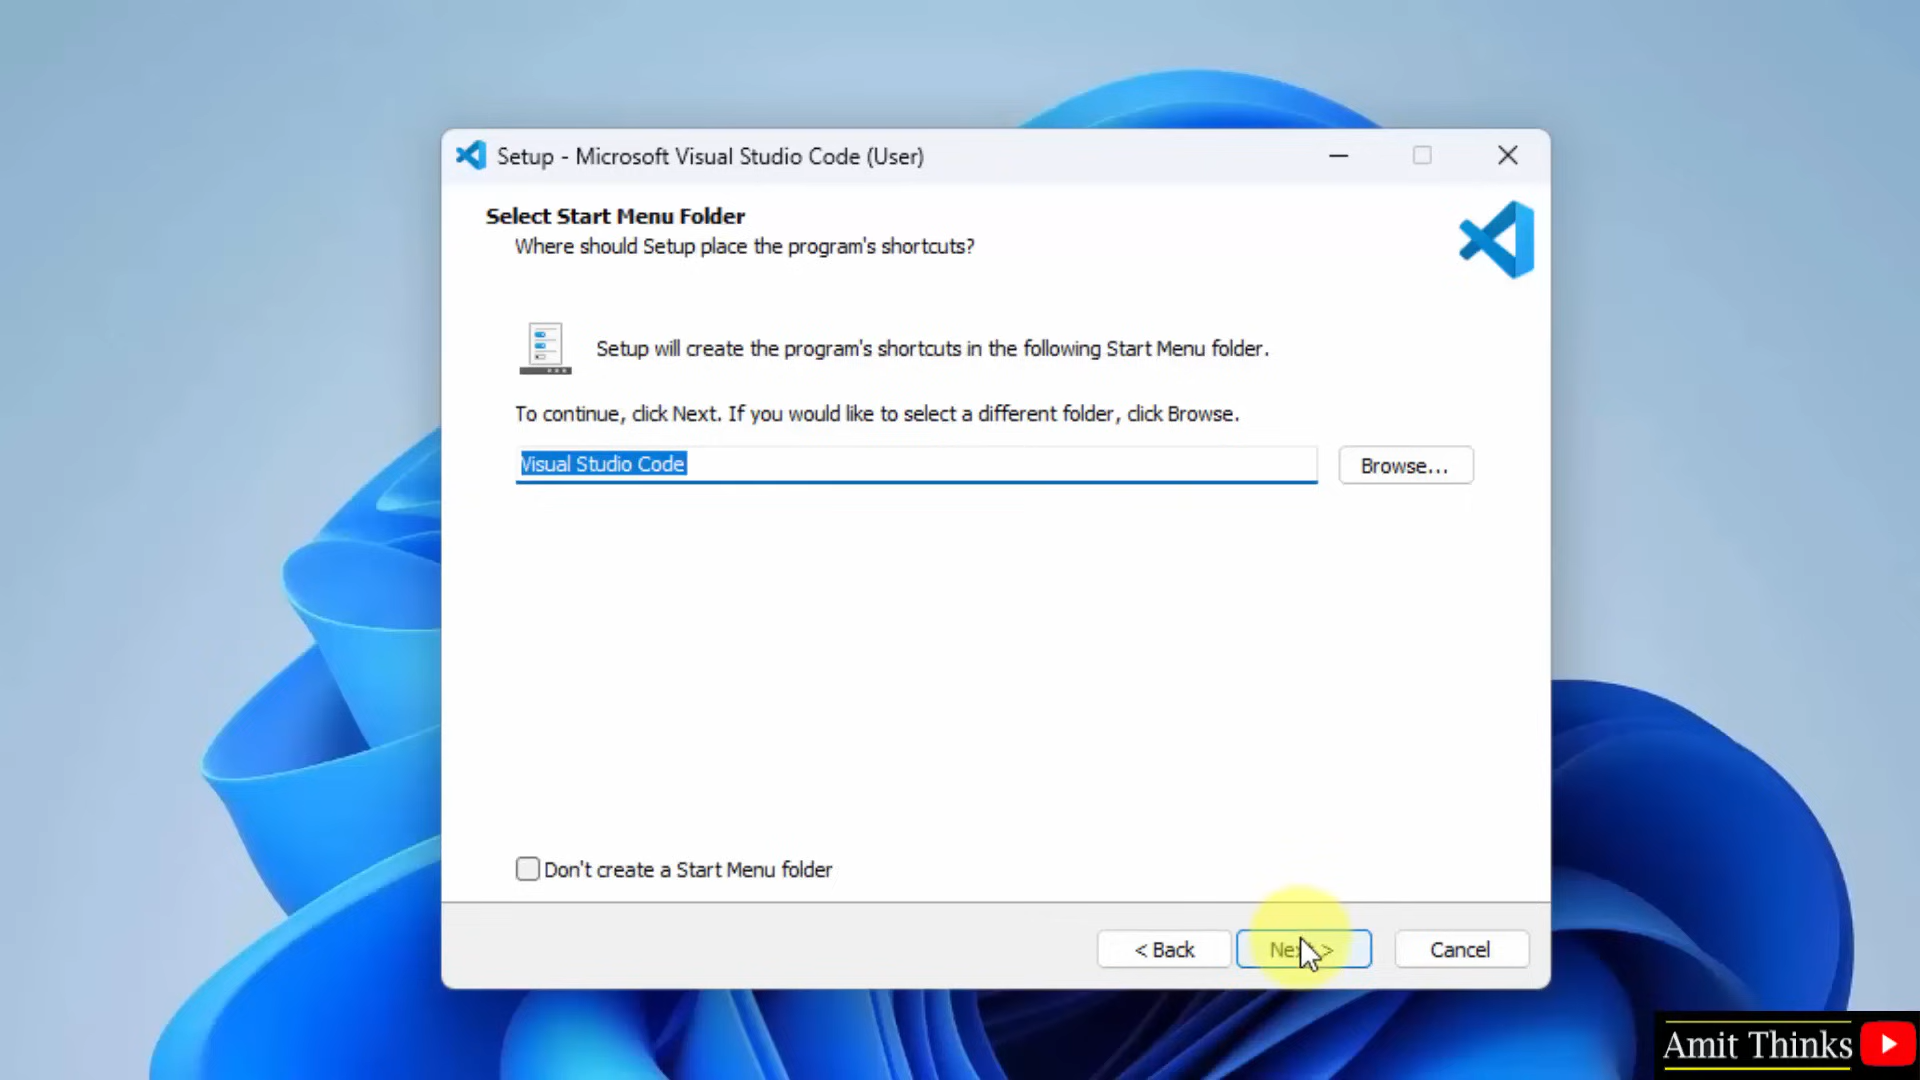 Setup - Microsoft Visual Studio Code (User)
Select Start Menu Folder
Where should Setup place the program's shortcuts?
Setup will create the program's shortcuts in the following Start Menu folder.
To continue, click Next. If you would like to select a different folder, click Browse.
Visual Studio Code
Browse...
Don't create a Start Menu folder
< Back
Next >
Cancel
Amit Thinks